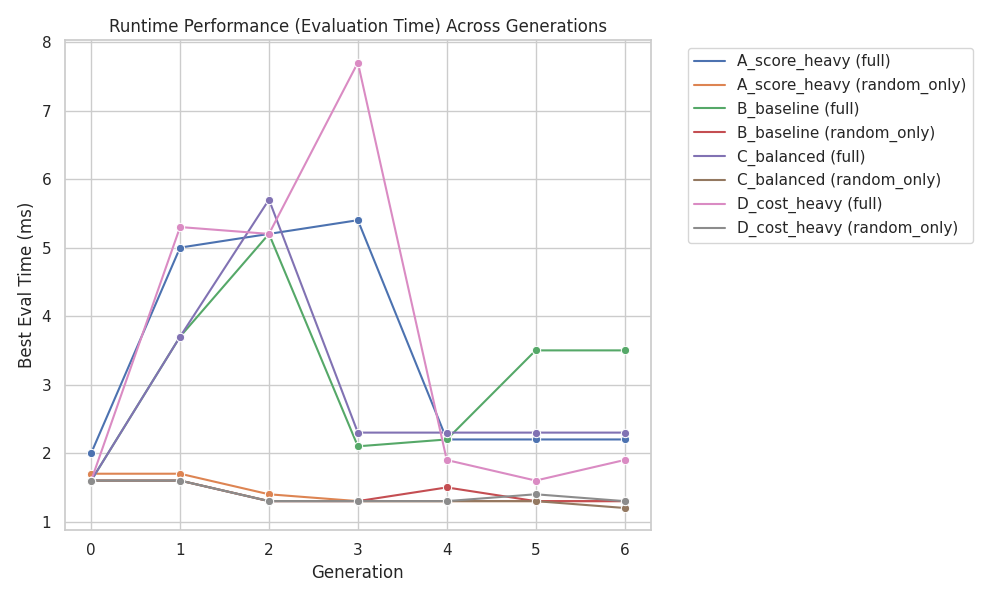 Runtime Performance (Evaluation Time) Across Generations
Best Eval Time (ms)
8
7
6
5
4
3
2
1
0 1 2 3 4 5 6
Generation
A_score_heavy (full)
A_score_heavy (random_only)
B_baseline (full)
B_baseline (random_only)
C_balanced (full)
C_balanced (random_only)
D_cost_heavy (full)
D_cost_heavy (random_only)